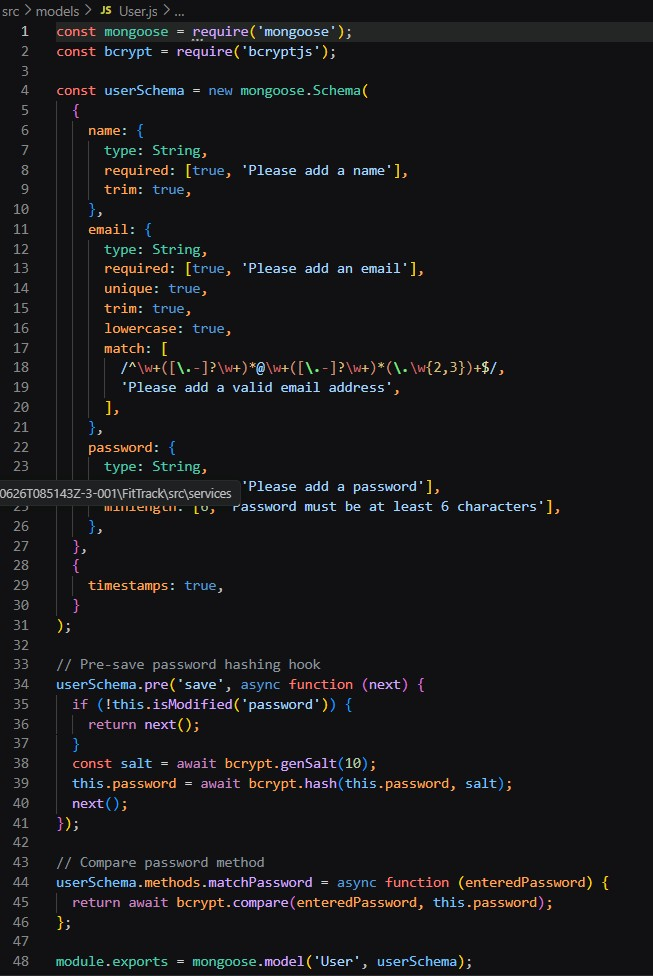 src > models > JS User.js > ...
1 const mongoose = require('mongoose');
2 const bcrypt = require('bcryptjs');
3
4 const userSchema = new mongoose.Schema(
5 {
6 name: {
7 type: String,
8 required: [true, 'Please add a name'],
9 trim: true,
10 },
11 email: {
12 type: String,
13 required: [true, 'Please add an email'],
14 unique: true,
15 trim: true,
16 lowercase: true,
17 match: [
18 /^\w+([\.-]?\w+)*@\w+([\.-]?\w+)*(\.\w{2,3})+$/,
19 'Please add a valid email address',
20 ],
21 },
22 password: {
23 type: String,
0626T085143Z-3-001\FitTrack\src\services 'Please add a password'],
25 minlength: [6, 'Password must be at least 6 characters'],
26 },
27 },
28 {
29 timestamps: true,
30 }
31 );
32
33 // Pre-save password hashing hook
34 userSchema.pre('save', async function (next) {
35 if (!this.isModified('password')) {
36 return next();
37 }
38 const salt = await bcrypt.genSalt(10);
39 this.password = await bcrypt.hash(this.password, salt);
40 next();
41 });
42
43 // Compare password method
44 userSchema.methods.matchPassword = async function (enteredPassword) {
45 return await bcrypt.compare(enteredPassword, this.password);
46 };
47
48 module.exports = mongoose.model('User', userSchema);